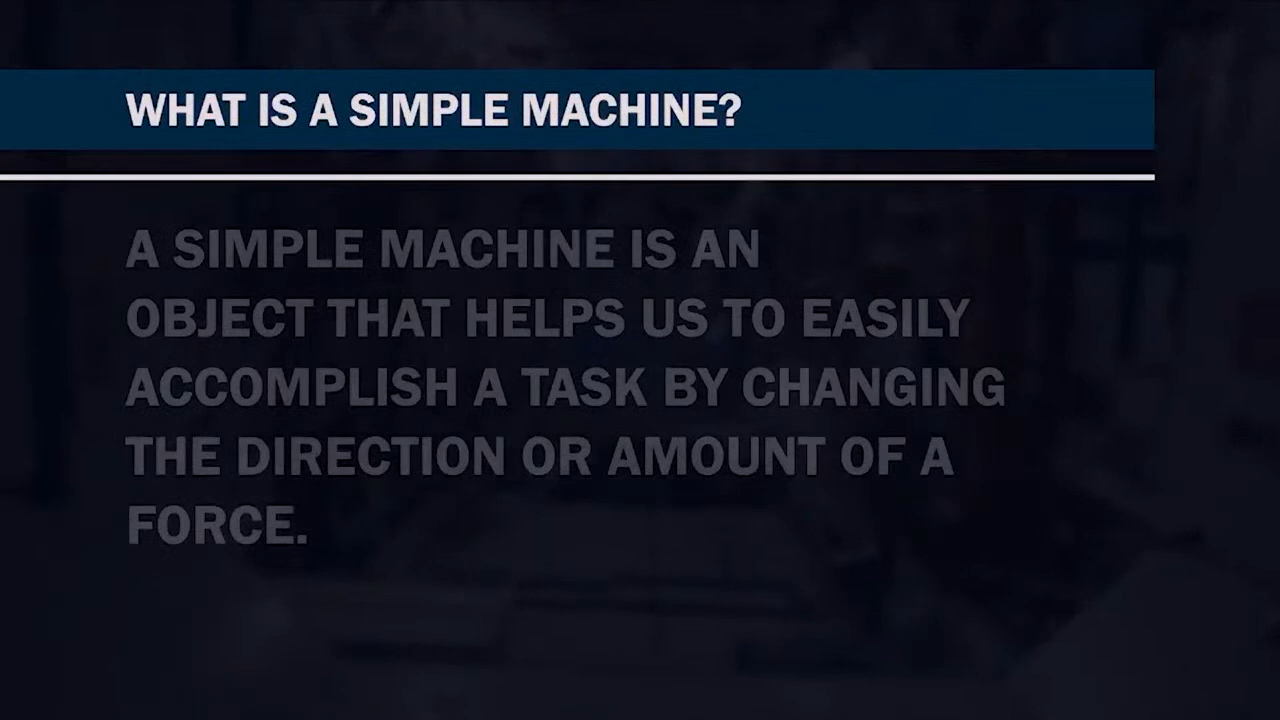 WHAT IS A SIMPLE MACHINE?
A SIMPLE MACHINE IS AN
OBJECT THAT HELPS US TO EASILY
ACCOMPLISH A TASK BY CHANGING
THE DIRECTION OR AMOUNT OF A
FORCE.